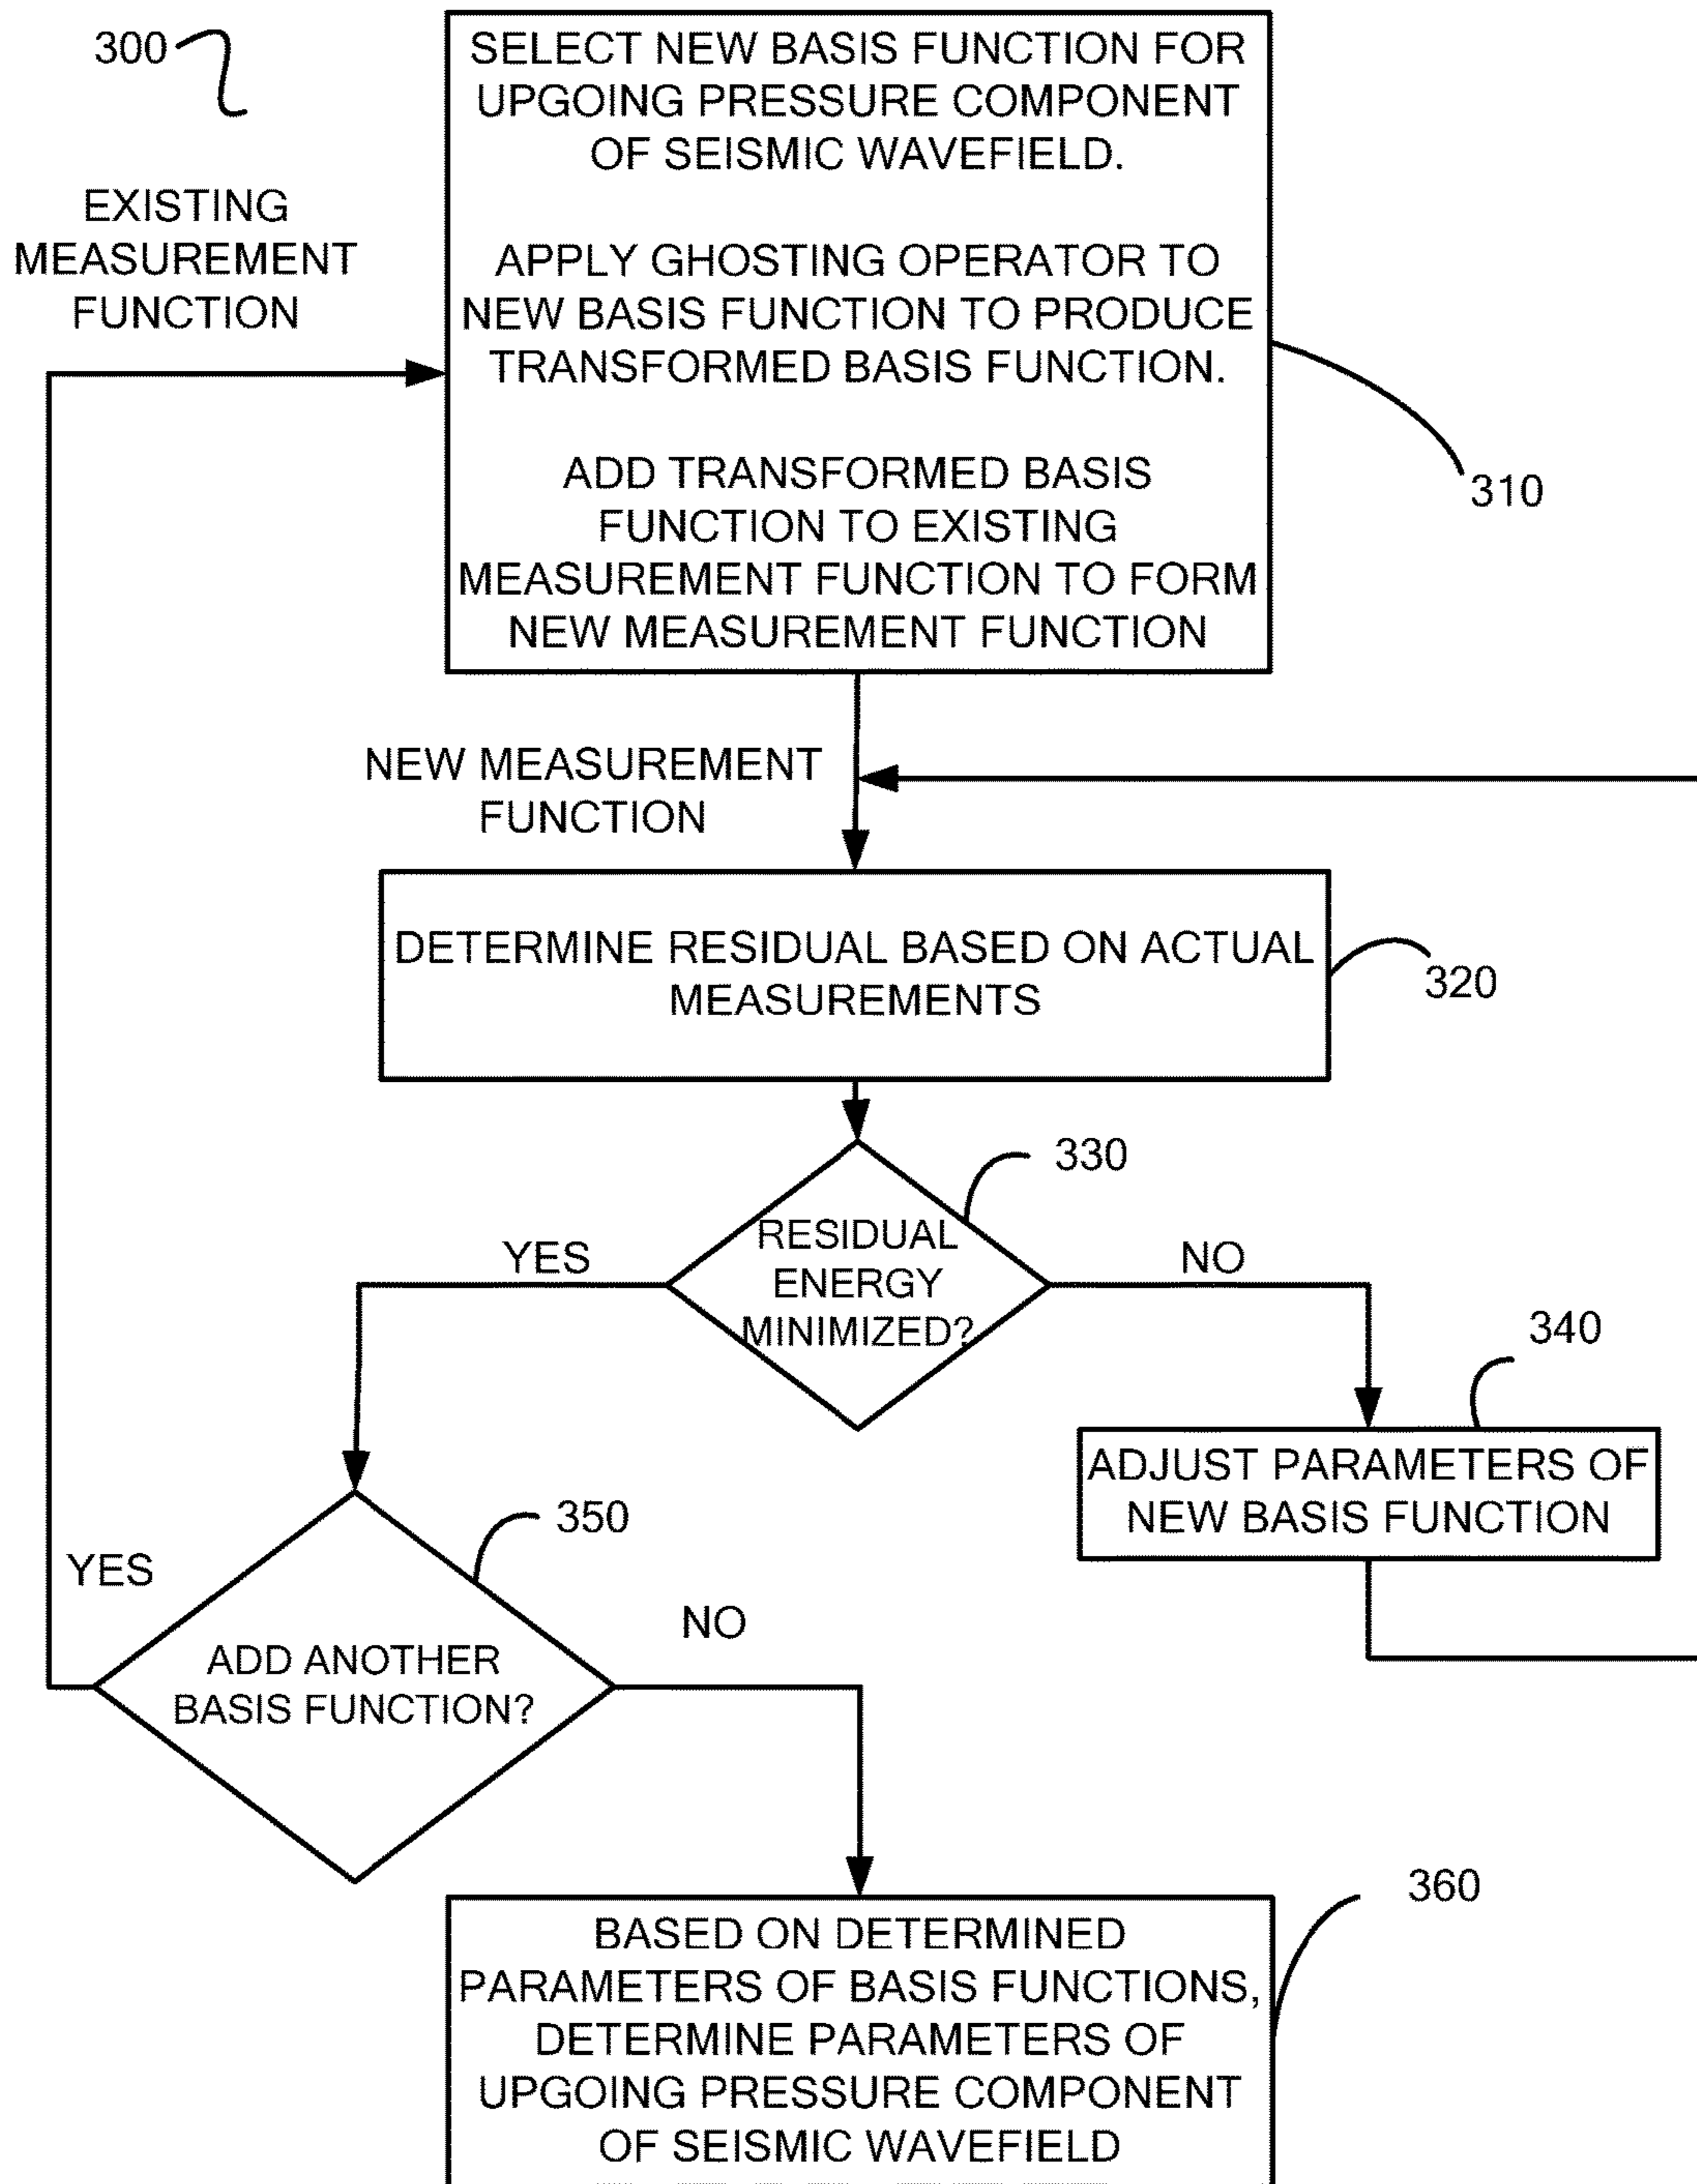 300
SELECT NEW BASIS FUNCTION FOR
UPGOING PRESSURE COMPONENT
OF SEISMIC WAVEFIELD.
APPLY GHOSTING OPERATOR TO
NEW BASIS FUNCTION TO PRODUCE
TRANSFORMED BASIS FUNCTION.
ADD TRANSFORMED BASIS
FUNCTION TO EXISTING
MEASUREMENT FUNCTION TO FORM
NEW MEASUREMENT FUNCTION
EXISTING
MEASUREMENT
FUNCTION
310
NEW MEASUREMENT
FUNCTION
DETERMINE RESIDUAL BASED ON ACTUAL
MEASUREMENTS
320
330
RESIDUAL
ENERGY
MINIMIZED?
YES
NO
340
ADJUST PARAMETERS OF
NEW BASIS FUNCTION
350
YES
ADD ANOTHER
BASIS FUNCTION?
NO
360
BASED ON DETERMINED
PARAMETERS OF BASIS FUNCTIONS,
DETERMINE PARAMETERS OF
UPGOING PRESSURE COMPONENT
OF SEISMIC WAVEFIELD